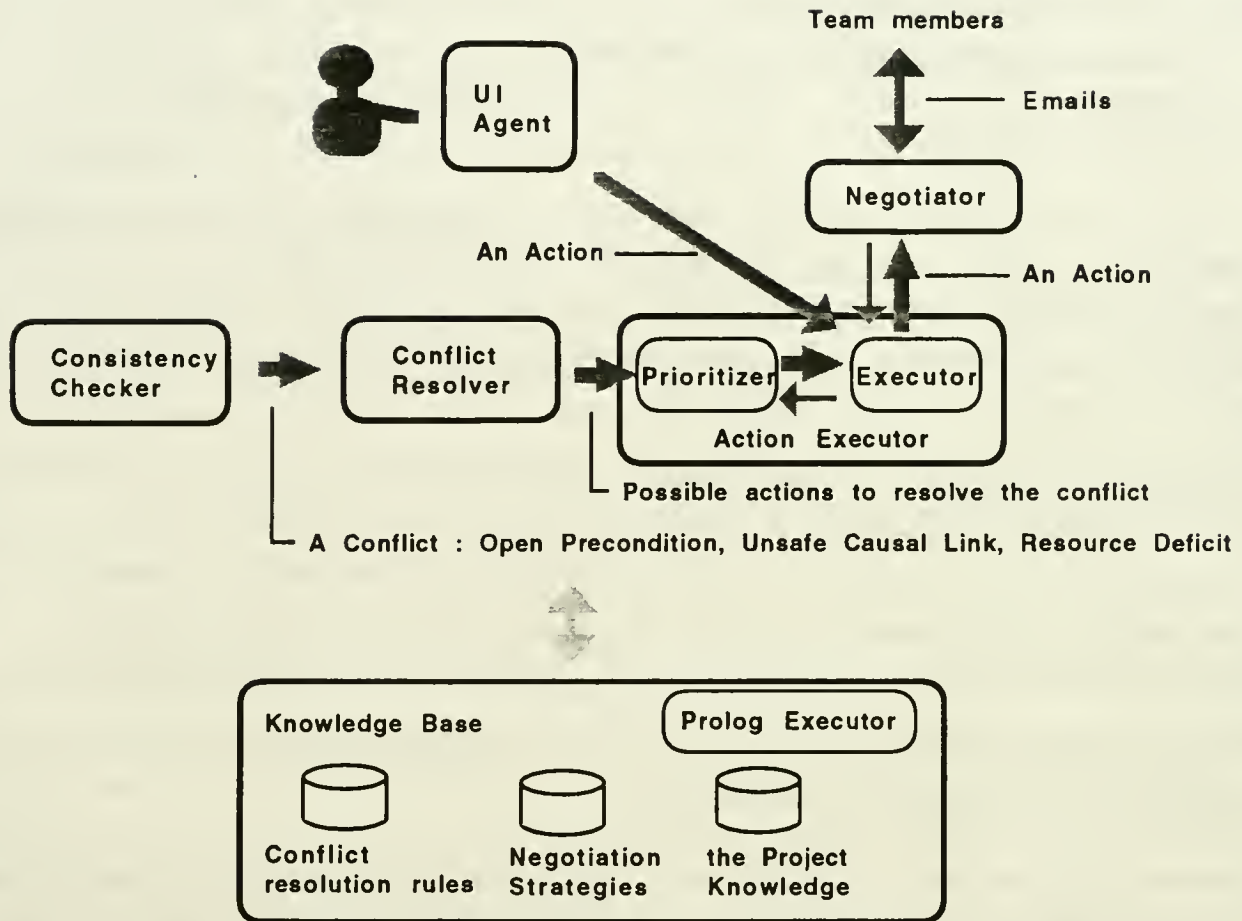 Team members
UI
Agent
Emails
Negotiator
An Action
An Action
Consistency
Checker
Conflict
Resolver
Prioritizer
Executor
Action Executor
Possible actions to resolve the conflict
A Conflict : Open Precondition, Unsafe Causal Link, Resource Deficit
Knowledge Base
Prolog Executor
Conflict
resolution rules
Negotiation
Strategies
the Project
Knowledge